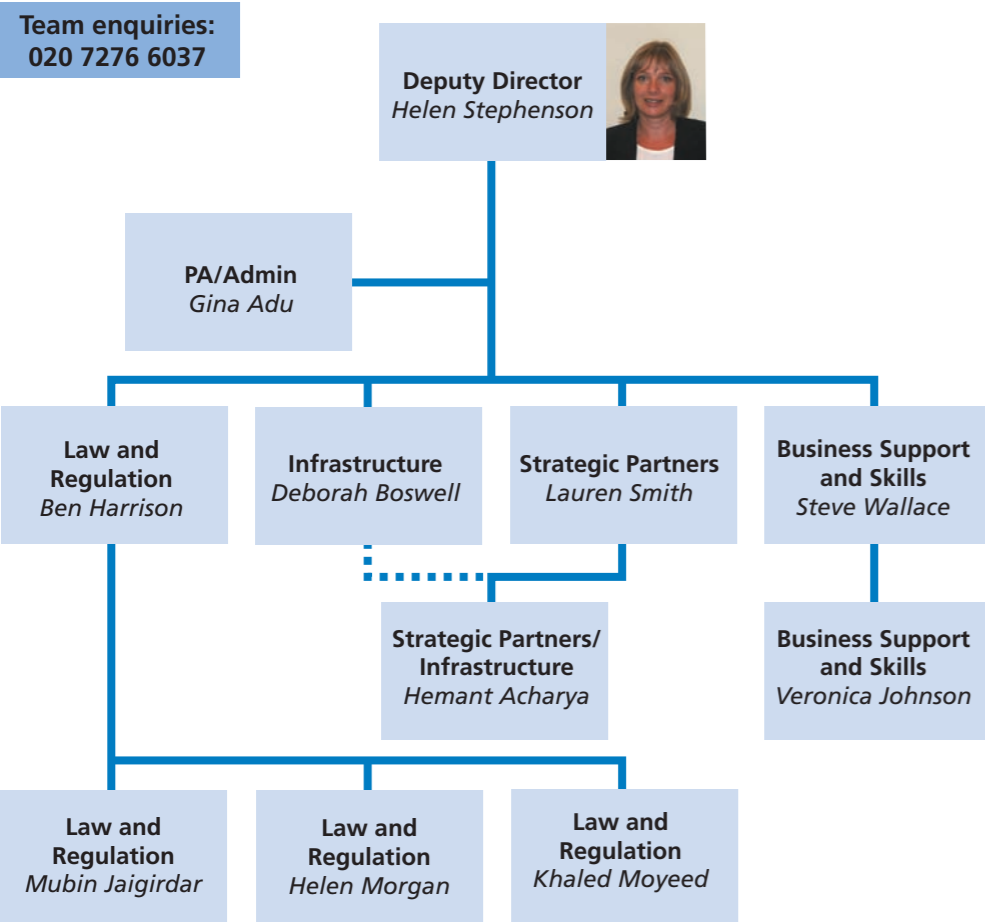 Team enquiries:
020 7276 6037
Deputy Director
Helen Stephenson
PA/Admin
Gina Adu
Law and
Regulation
Ben Harrison
Infrastructure
Deborah Boswell
Strategic Partners
Lauren Smith
Business Support
and Skills
Steve Wallace
Strategic Partners/
Infrastructure
Hemant Acharya
Business Support
and Skills
Veronica Johnson
Law and
Regulation
Mubin Jaigirdar
Law and
Regulation
Helen Morgan
Law and
Regulation
Khaled Moyeed